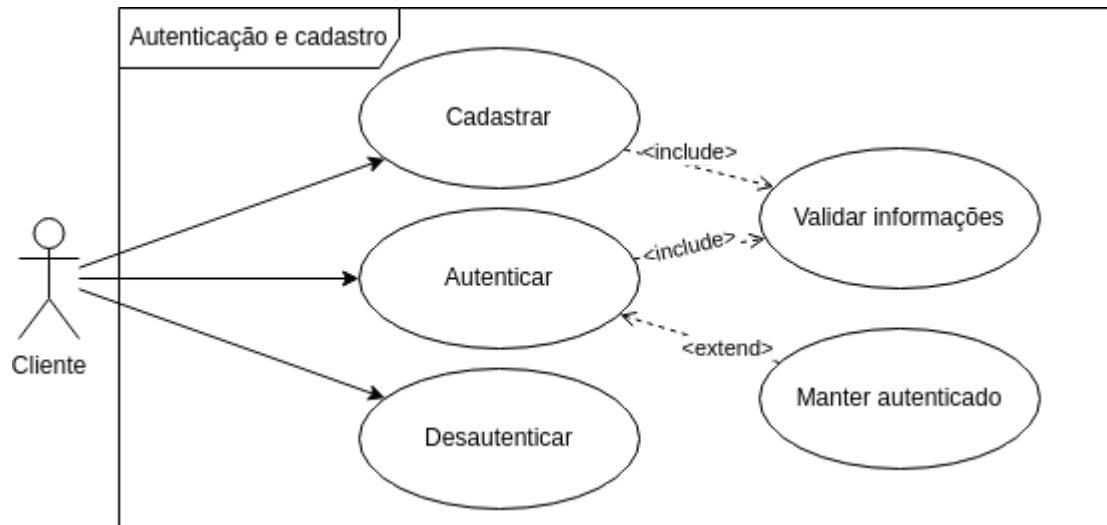 Autenticação e cadastro
Cadastrar
<include>
Validar informações
<include>
Autenticar
<extend>
Cliente
Manter autenticado
Desautenticar